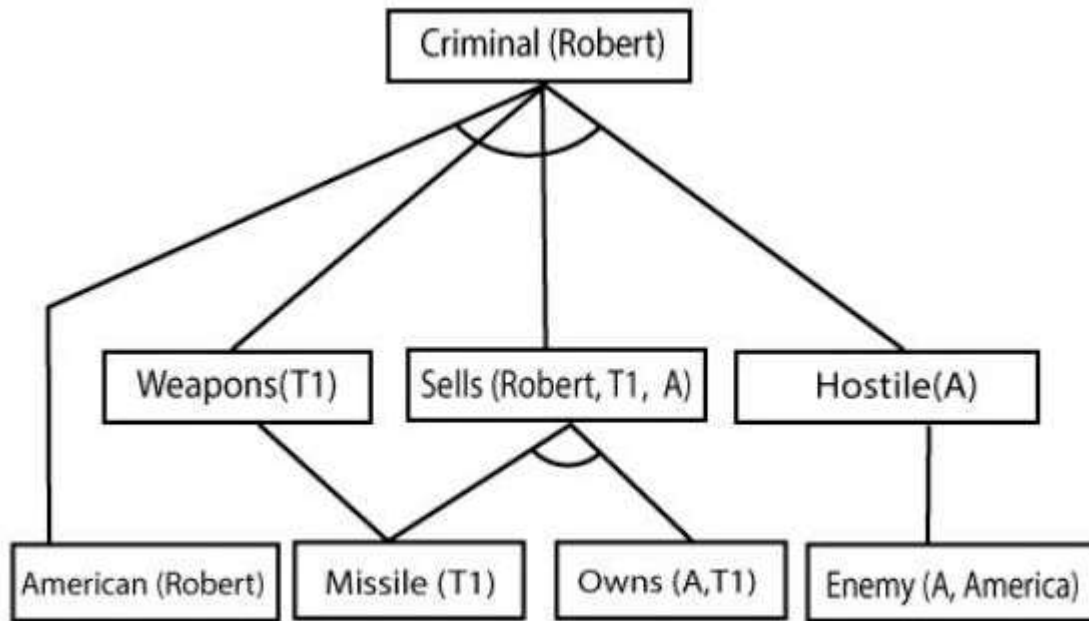 Criminal (Robert)
Weapons(T1)
Sells (Robert, T1, A)
Hostile(A)
American (Robert)
Missile (T1)
Owns (A,T1)
Enemy (A, America)